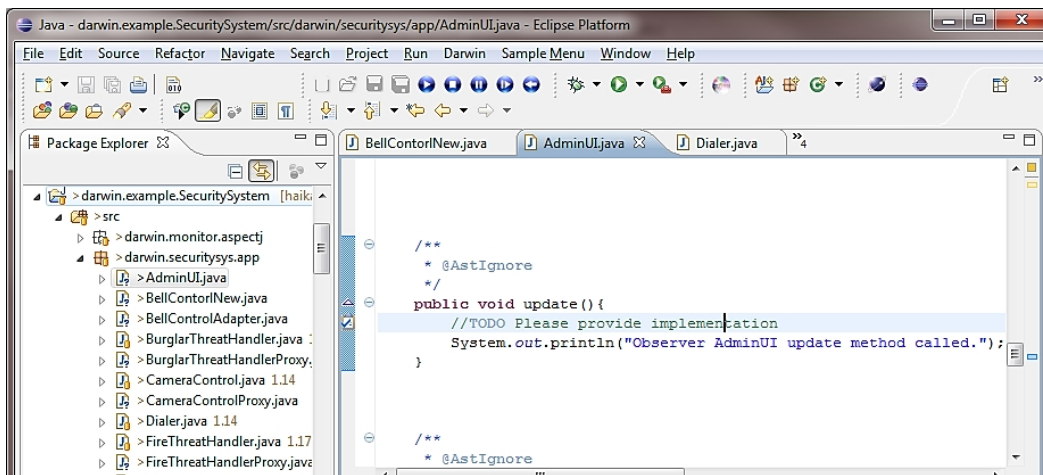 Java - darwin.example.SecuritySystem/src/darwin/securitysys/app/AdminUI.java - Eclipse Platform
File Edit Source Refactor Navigate Search Project Run Darwin Sample Menu Window Help
Package Explorer
BellContorlNew.java AdminUI.java Dialer.java »4
>darwin.example.SecuritySystem [haik
>src
>darwin.monitor.aspectj
>darwin.securitysys.app
>AdminUI.java
>BellContorlNew.java
>BellControlAdapter.java
>BurglarThreatHandler.java
>BurglarThreatHandlerProxy.
>CameraControl.java 1.14
>CameraControlProxy.java
>Dialer.java 1.14
>FireThreatHandler.java 1.17
>FireThreatHandlerProxy.java
/**
* @AstIgnore
*/
public void update(){
//TODO Please provide implementation
System.out.println("Observer AdminUI update method called.");
}
/**
* @AstIgnore